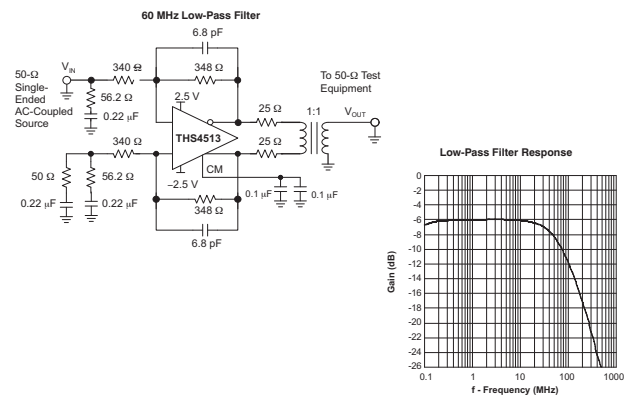 60 MHz Low-Pass Filter
6.8 pF
V_IN
340 Ω
348 Ω
50-Ω
Single-
Ended
AC-Coupled
Source
56.2 Ω
0.22 µF
2.5 V
To 50-Ω Test
Equipment
25 Ω
1:1
V_OUT
THS4513
340 Ω
25 Ω
CM
−2.5 V
50 Ω
56.2 Ω
0.22 µF
0.22 µF
0.1 µF
0.1 µF
348 Ω
6.8 pF
Low-Pass Filter Response
0
-2
-4
-6
-8
-10
-12
-14
-16
-18
-20
-22
-24
-26
Gain (dB)
0.1
1
10
100
1000
f - Frequency (MHz)